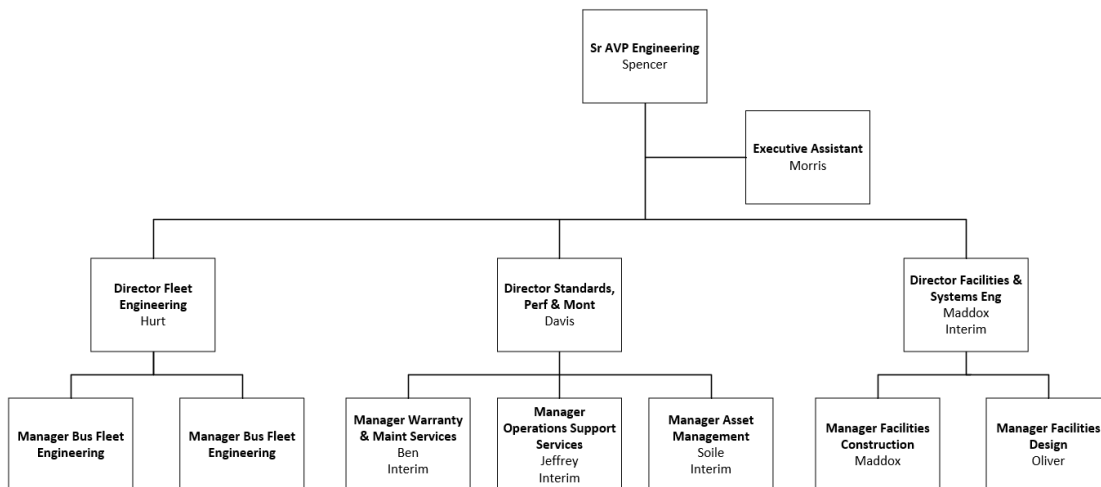 Sr AVP Engineering
Spencer
Executive Assistant
Morris
Director Fleet
Engineering
Hurt
Director Standards,
Perf & Mont
Davis
Director Facilities &
Systems Eng
Maddox
Interim
Manager Bus Fleet
Engineering
Manager Bus Fleet
Engineering
Manager Warranty
& Maint Services
Ben
Interim
Manager
Operations Support
Services
Jeffrey
Interim
Manager Asset
Management
Soile
Interim
Manager Facilities
Construction
Maddox
Manager Facilities
Design
Oliver